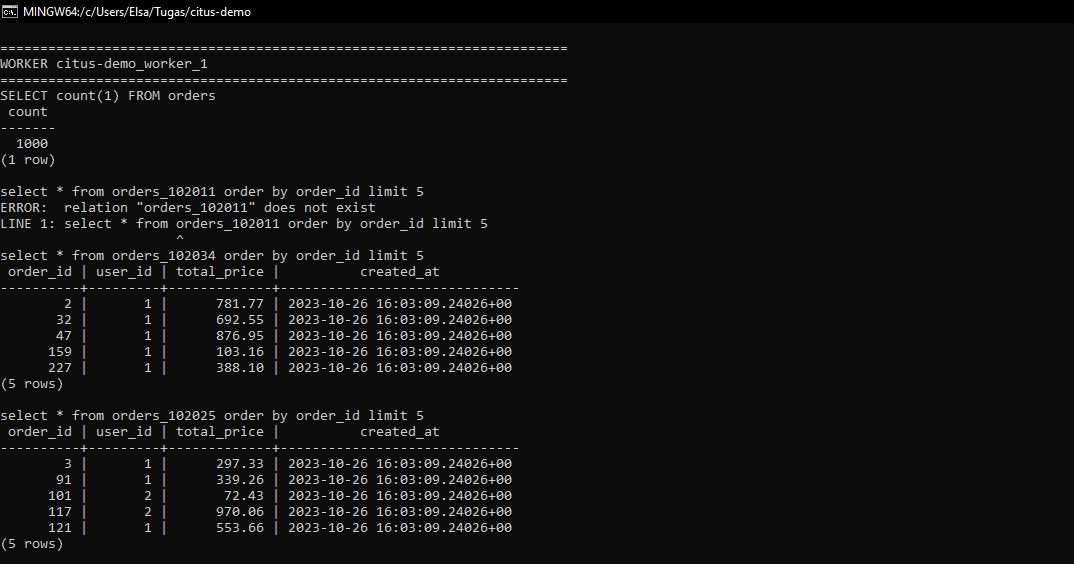 MINGW64:/c/Users/Elsa/Tugas/citus-demo
=======================================================================
WORKER citus-demo_worker_1
=======================================================================
SELECT count(1) FROM orders
 count
-------
  1000
(1 row)

select * from orders_102011 order by order_id limit 5
ERROR:  relation "orders_102011" does not exist
LINE 1: select * from orders_102011 order by order_id limit 5
                      ^
select * from orders_102034 order by order_id limit 5
 order_id | user_id | total_price |          created_at
----------+---------+-------------+------------------------------
        2 |       1 |      781.77 | 2023-10-26 16:03:09.24026+00
       32 |       1 |      692.55 | 2023-10-26 16:03:09.24026+00
       47 |       1 |      876.95 | 2023-10-26 16:03:09.24026+00
      159 |       1 |      103.16 | 2023-10-26 16:03:09.24026+00
      227 |       1 |      388.10 | 2023-10-26 16:03:09.24026+00
(5 rows)

select * from orders_102025 order by order_id limit 5
 order_id | user_id | total_price |          created_at
----------+---------+-------------+------------------------------
        3 |       1 |      297.33 | 2023-10-26 16:03:09.24026+00
       91 |       1 |      339.26 | 2023-10-26 16:03:09.24026+00
      101 |       2 |       72.43 | 2023-10-26 16:03:09.24026+00
      117 |       2 |      970.06 | 2023-10-26 16:03:09.24026+00
      121 |       1 |      553.66 | 2023-10-26 16:03:09.24026+00
(5 rows)